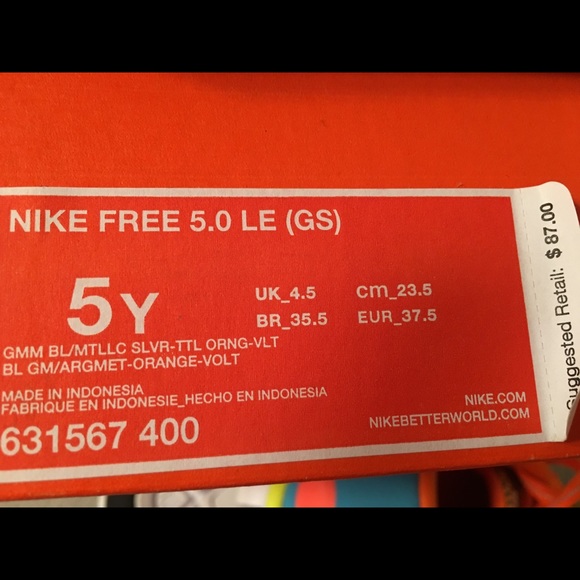 NIKE FREE 5.0 LE (GS)
5Y
UK_4.5 cm_23.5
BR_35.5 EUR_37.5
GMM BL/MTLLC SLVR-TTL ORNG-VLT
BL GM/ARGMET-ORANGE-VOLT
MADE IN INDONESIA
FABRIQUE EN INDONESIE_HECHO EN INDONESIA
631567 400
NIKE.COM
NIKEBETTERWORLD.COM
Suggested Retail: $ 87.00